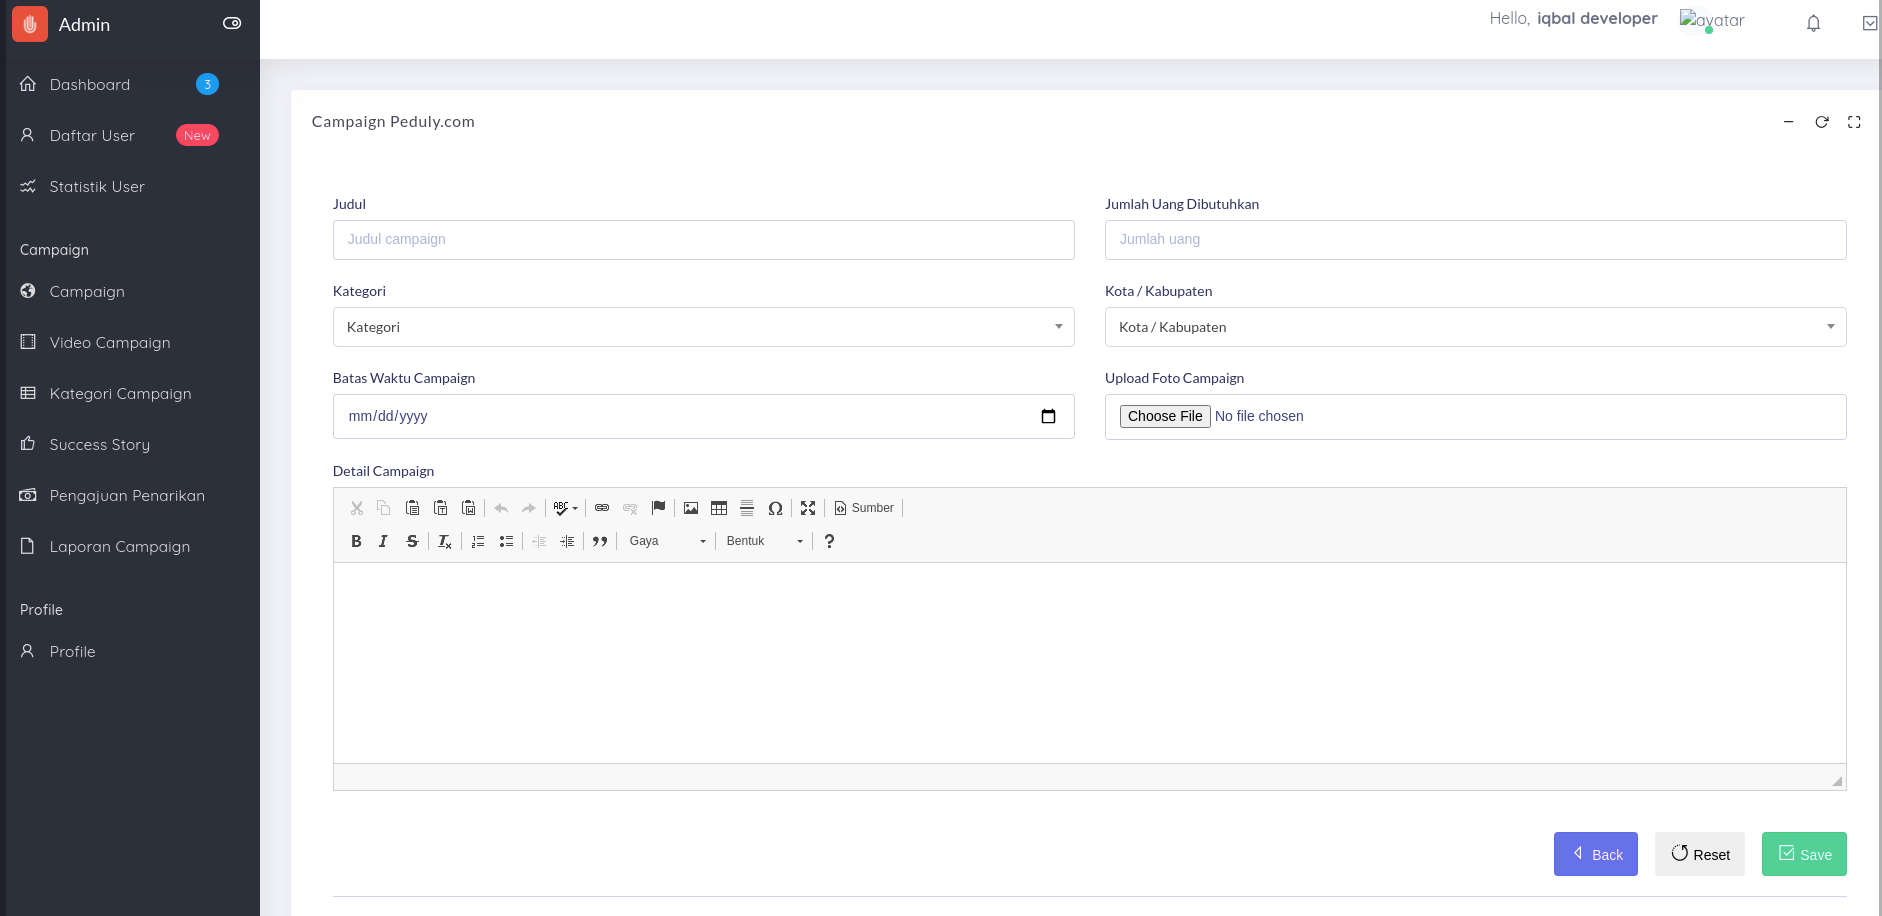 Admin
Hello, iqbal developer
avatar
Dashboard 3
Daftar User New
Statistik User
Campaign
Campaign
Video Campaign
Kategori Campaign
Success Story
Pengajuan Penarikan
Laporan Campaign
Profile
Profile
Campaign Peduly.com
Judul
Judul campaign
Jumlah Uang Dibutuhkan
Jumlah uang
Kategori
Kategori
Kota / Kabupaten
Kota / Kabupaten
Batas Waktu Campaign
mm/dd/yyyy
Upload Foto Campaign
Choose File No file chosen
Detail Campaign
ABC Ω Sumber
B I S Tx Gaya Bentuk ?
Back Reset Save